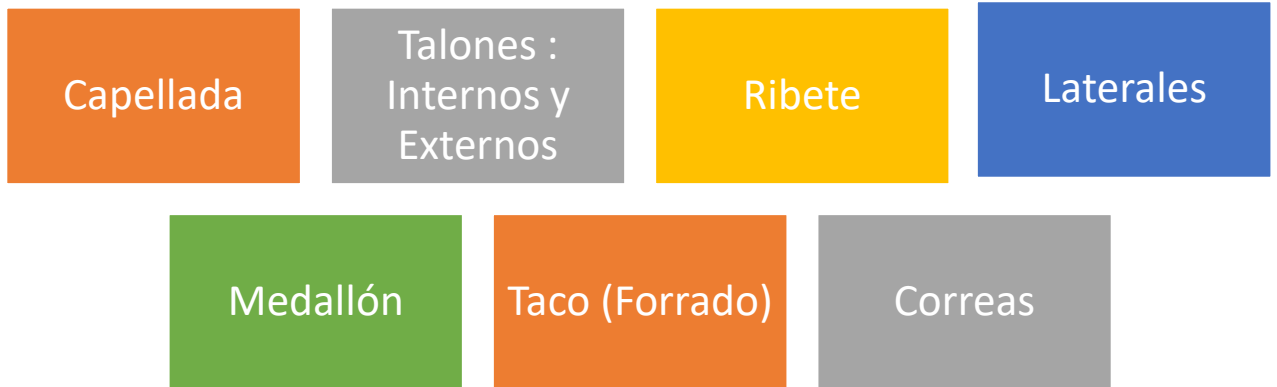 Capellada
Talones :
Internos y
Externos
Ribete
Laterales
Medallón
Taco (Forrado)
Correas